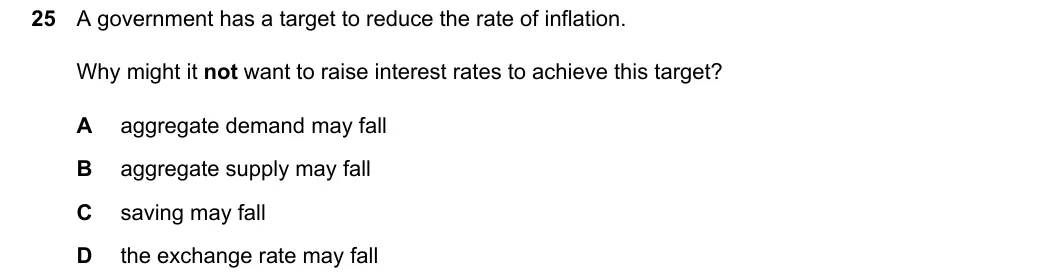 25 A government has a target to reduce the rate of inflation.
Why might it not want to raise interest rates to achieve this target?
A aggregate demand may fall
B aggregate supply may fall
C saving may fall
D the exchange rate may fall